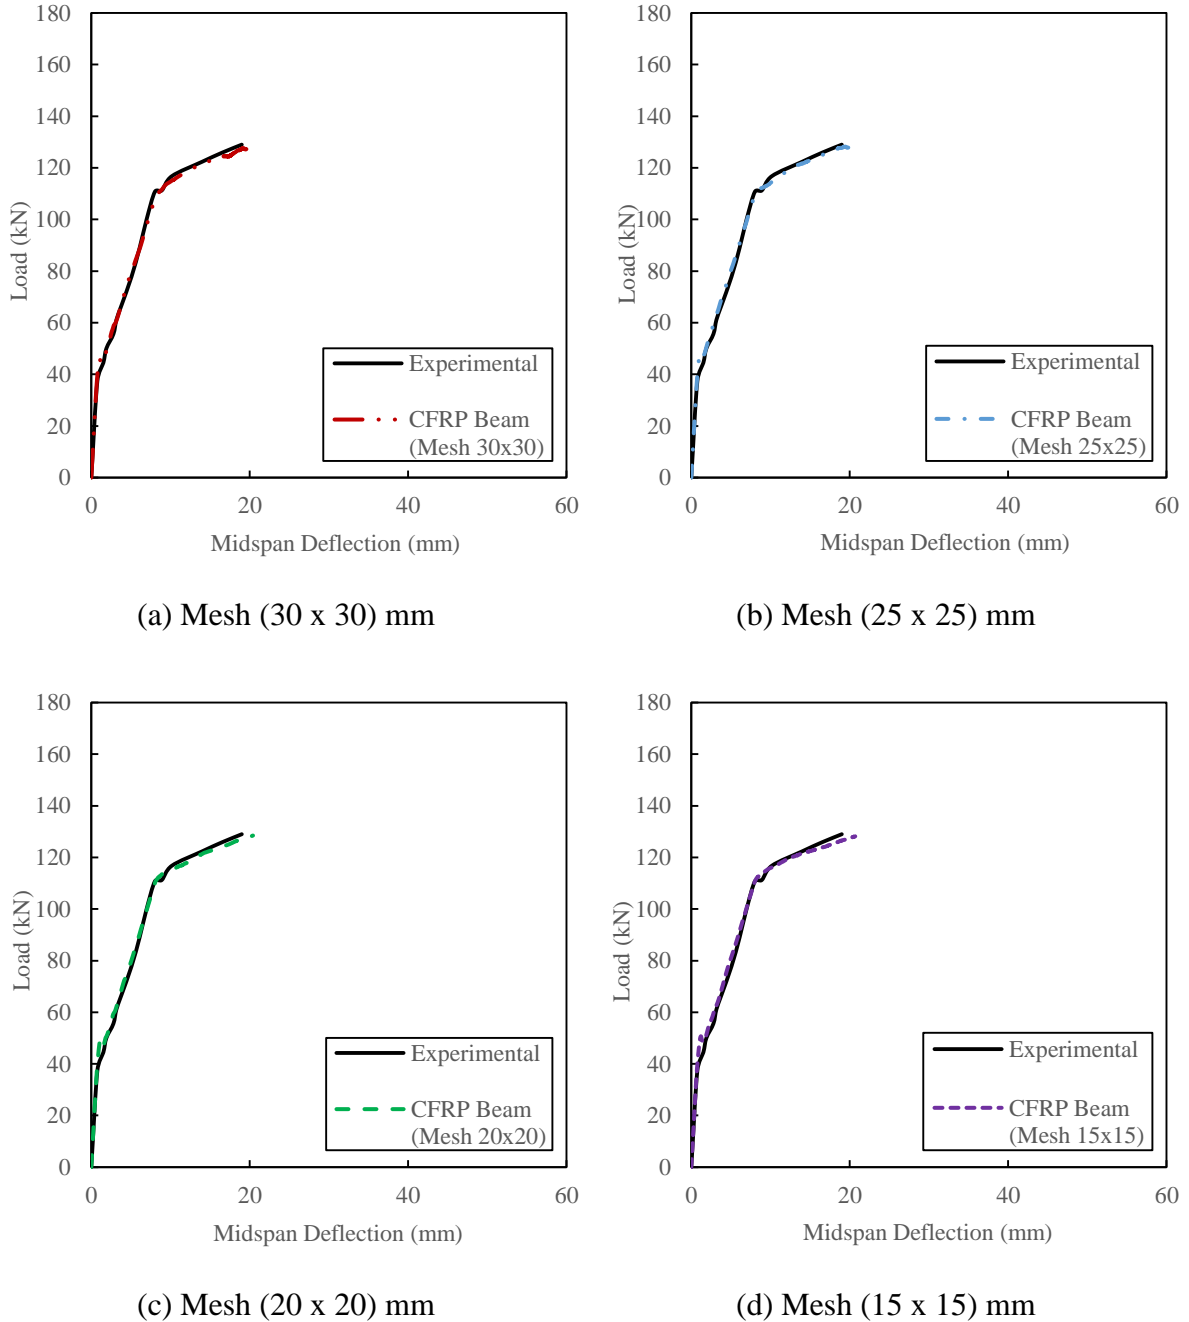 180
160
140
120
100
80
60
40
20
0
Load (kN)
Experimental
CFRP Beam
(Mesh 30x30)
0 20 40 60
Midspan Deflection (mm)
(a) Mesh (30 x 30) mm
180
160
140
120
100
80
60
40
20
0
Load (kN)
Experimental
CFRP Beam
(Mesh 25x25)
0 20 40 60
Midspan Deflection (mm)
(b) Mesh (25 x 25) mm
180
160
140
120
100
80
60
40
20
0
Load (kN)
Experimental
CFRP Beam
(Mesh 20x20)
0 20 40 60
Midspan Deflection (mm)
(c) Mesh (20 x 20) mm
180
160
140
120
100
80
60
40
20
0
Load (kN)
Experimental
CFRP Beam
(Mesh 15x15)
0 20 40 60
Midspan Deflection (mm)
(d) Mesh (15 x 15) mm